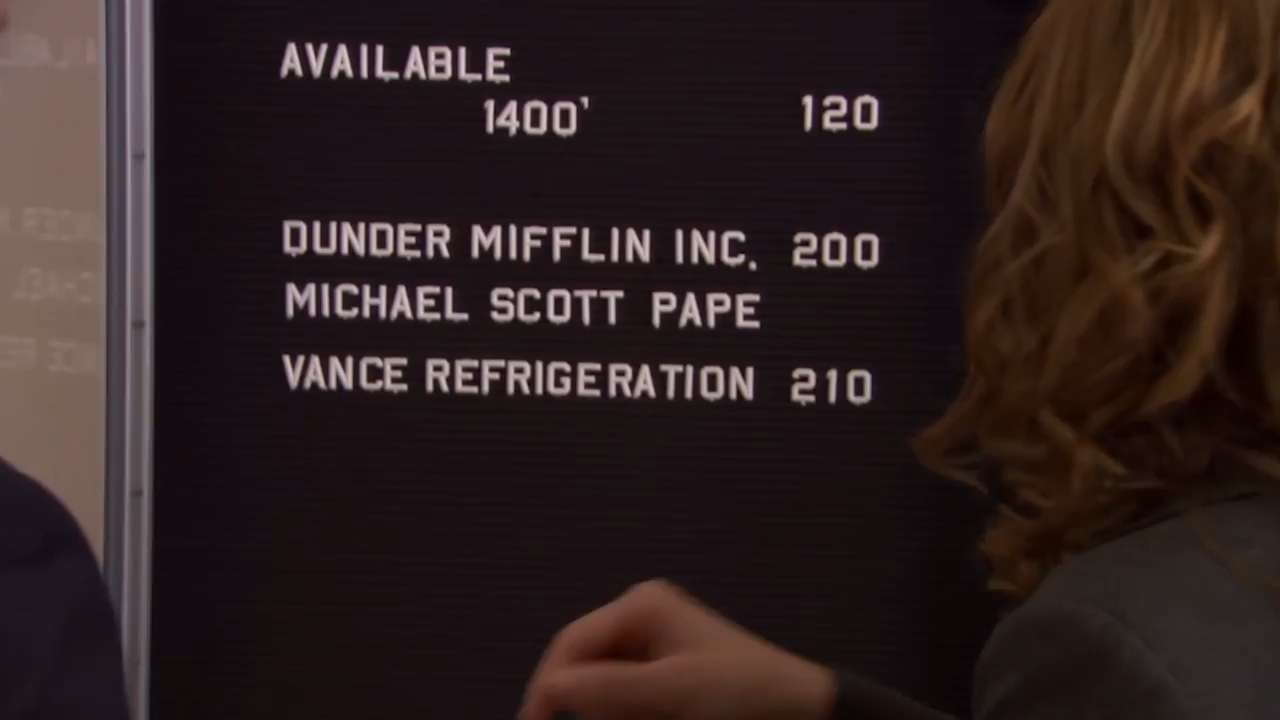 AVAILABLE
1400' 120
DUNDER MIFFLIN INC. 200
MICHAEL SCOTT PAPE
VANCE REFRIGERATION 210